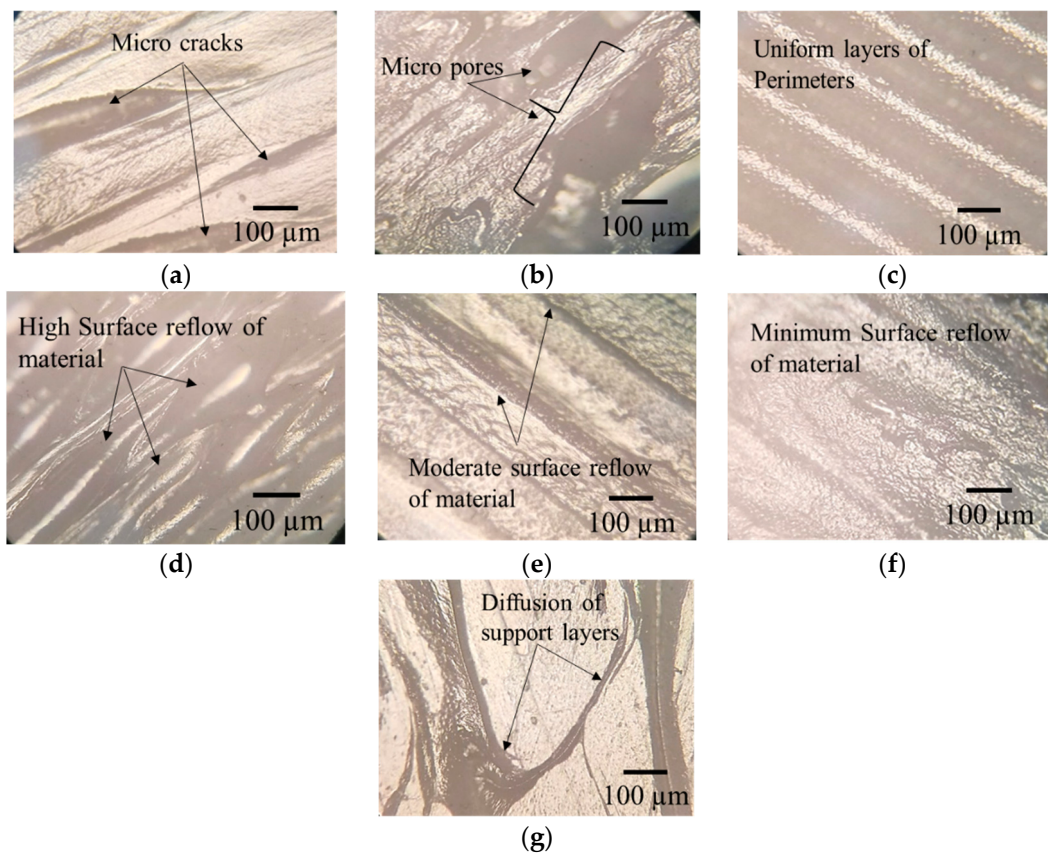 Micro cracks
100 µm
(a)
Micro pores
100 µm
(b)
Uniform layers of
Perimeters
100 µm
(c)
High Surface reflow of
material
100 µm
(d)
Moderate surface reflow
of material
100 µm
(e)
Minimum Surface reflow
of material
100 µm
(f)
Diffusion of
support layers
100 µm
(g)